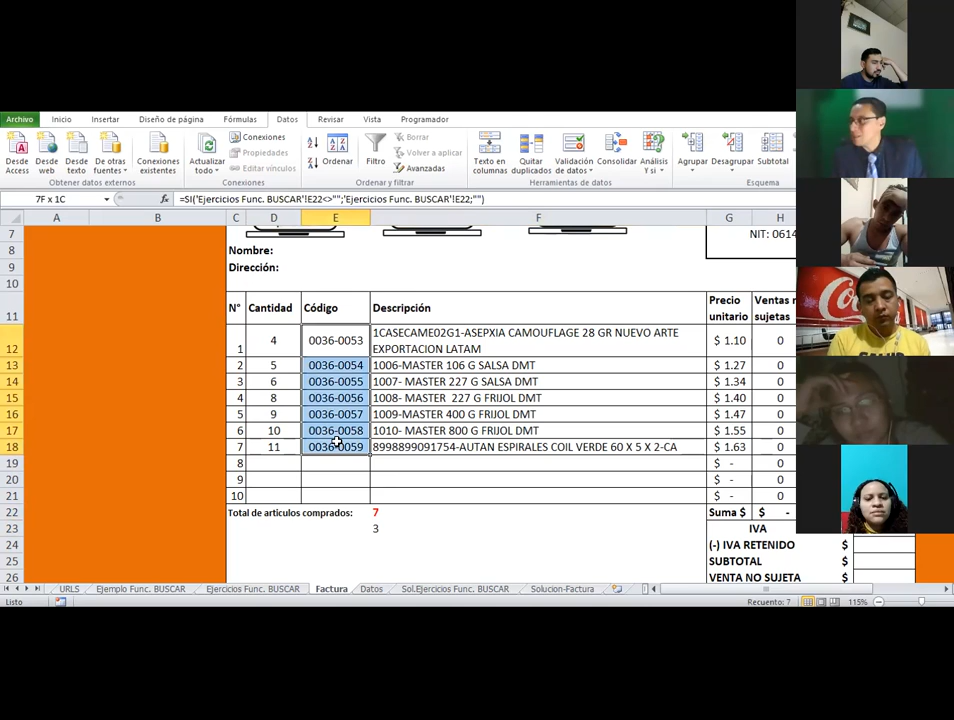 Archivo Inicio Insertar Diseño de página Fórmulas Datos Revisar Vista Programador
Desde Access
Desde web
Desde texto
De otras fuentes
Conexiones existentes
Obtener datos externos
Actualizar todo
Conexiones
Propiedades
Editar vínculos
Conexiones
Ordenar
Filtro
Borrar
Volver a aplicar
Avanzadas
Ordenar y filtrar
Texto en columnas
Quitar duplicados
Validación de datos
Consolidar
Análisis Y si
Herramientas de datos
Agrupar
Desagrupar
Subtotal
Esquema
7F x 1C fx =SI('Ejercicios Func. BUSCAR'!E22<>"";'Ejercicios Func. BUSCAR'!E22;"")
A B C D E F G H
7 NIT: 0614
8 Nombre:
9 Dirección:
10
11 N° Cantidad Código Descripción Precio unitario Ventas n sujetas
12 1 4 0036-0053 1CASECAME02G1-ASEPXIA CAMOUFLAGE 28 GR NUEVO ARTE
EXPORTACION LATAM $ 1.10 0
13 2 5 0036-0054 1006-MASTER 106 G SALSA DMT $ 1.27 0
14 3 6 0036-0055 1007- MASTER 227 G SALSA DMT $ 1.34 0
15 4 8 0036-0056 1008- MASTER 227 G FRIJOL DMT $ 1.40 0
16 5 9 0036-0057 1009-MASTER 400 G FRIJOL DMT $ 1.47 0
17 6 10 0036-0058 1010- MASTER 800 G FRIJOL DMT $ 1.55 0
18 7 11 0036-0059 8998899091754-AUTAN ESPIRALES COIL VERDE 60 X 5 X 2-CA $ 1.63 0
19 8 $ - 0
20 9 $ - 0
21 10 $ - 0
22 Total de articulos comprados: 7 Suma $ $ -
23 3 IVA
24 (-) IVA RETENIDO $
25 SUBTOTAL $
26 VENTA NO SUJETA $
URLS Ejemplo Func. BUSCAR Ejercicios Func. BUSCAR Factura Datos Sol.Ejercicios Func. BUSCAR Solucion-Factura
Listo Recuento: 7 115%